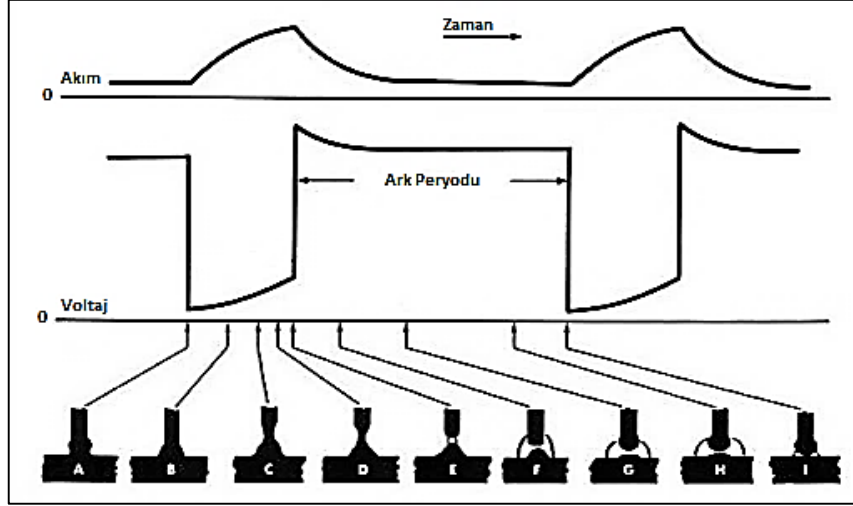 Zaman
Akım
0
Ark Peryodu
Voltaj
0
A B C D E F G H I